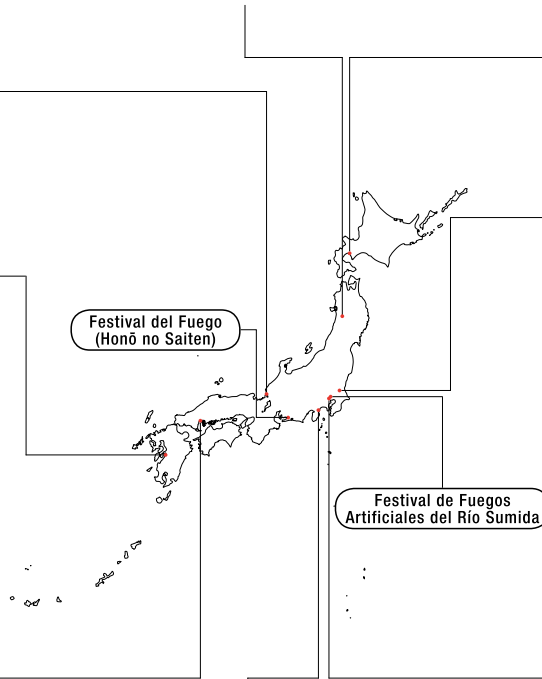 Festival del Fuego
(Honō no Saiten)
Festival de Fuegos
Artificiales del Río Sumida